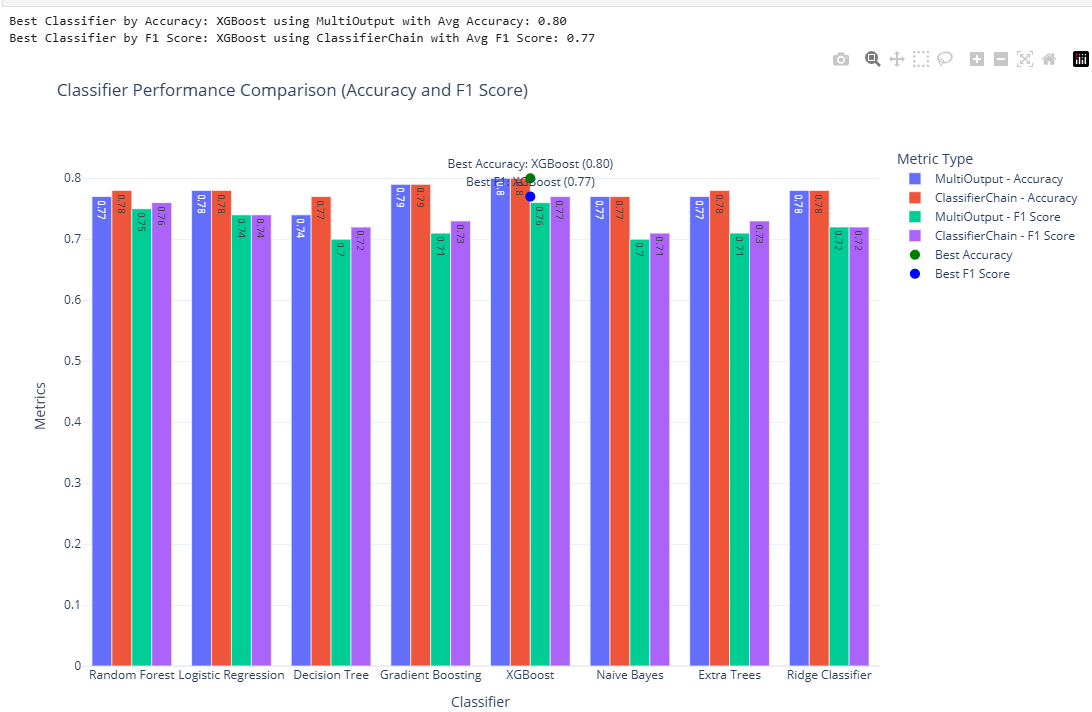 Best Classifier by Accuracy: XGBoost using MultiOutput with Avg Accuracy: 0.80
Best Classifier by F1 Score: XGBoost using ClassifierChain with Avg F1 Score: 0.77
Classifier Performance Comparison (Accuracy and F1 Score)
Best Accuracy: XGBoost (0.80)
Best F1: XGBoost (0.77)
Metric Type
MultiOutput - Accuracy
ClassifierChain - Accuracy
MultiOutput - F1 Score
ClassifierChain - F1 Score
Best Accuracy
Best F1 Score
Metrics
0.8
0.7
0.6
0.5
0.4
0.3
0.2
0.1
0
0.77
0.78
0.75
0.76
0.78
0.78
0.74
0.74
0.74
0.77
0.7
0.72
0.79
0.79
0.71
0.73
0.8
0.8
0.76
0.77
0.77
0.77
0.7
0.71
0.77
0.78
0.71
0.73
0.78
0.78
0.72
0.72
Random Forest Logistic Regression Decision Tree Gradient Boosting XGBoost Naive Bayes Extra Trees Ridge Classifier
Classifier